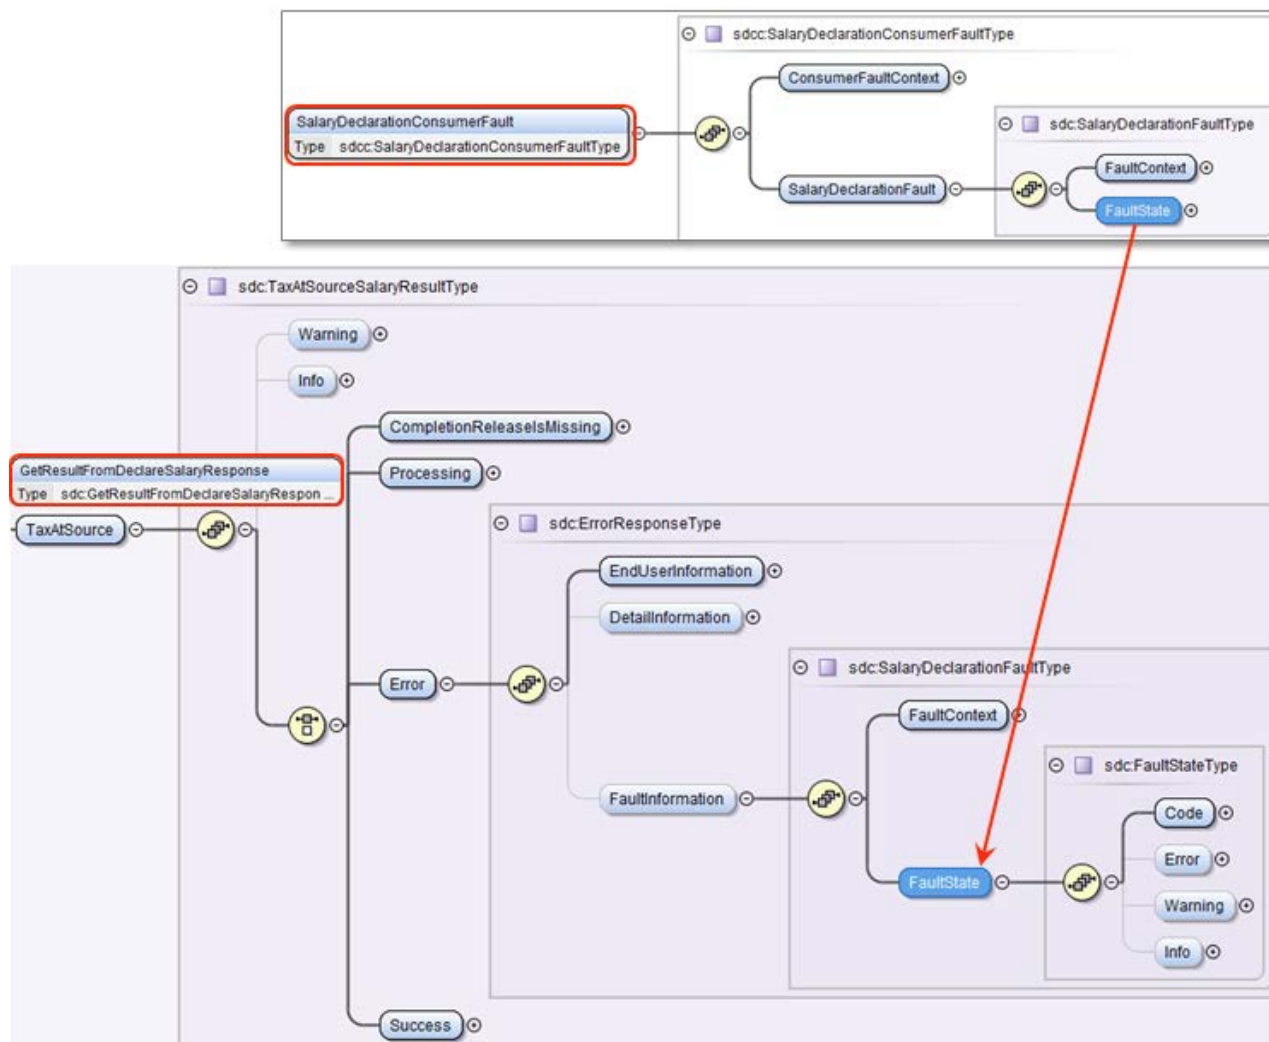 sdcc:SalaryDeclarationConsumerFaultType
ConsumerFaultContext
SalaryDeclarationConsumerFault
Type sdcc:SalaryDeclarationConsumerFaultType
sdc:SalaryDeclarationFaultType
FaultContext
SalaryDeclarationFault
FaultState
sdc:TaxAtSourceSalaryResultType
Warning
Info
CompletionReleaseIsMissing
GetResultFromDeclareSalaryResponse
Type sdc:GetResultFromDeclareSalaryRespon ...
Processing
TaxAtSource
sdc:ErrorResponseType
EndUserInformation
DetailInformation
Error
sdc:SalaryDeclarationFaultType
FaultContext
FaultInformation
sdc:FaultStateType
Code
Error
FaultState
Warning
Info
Success